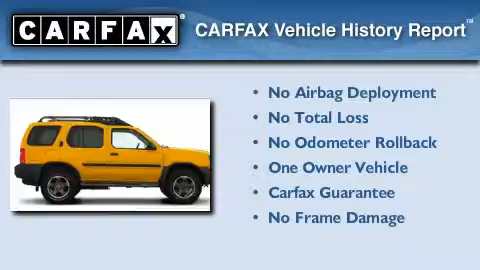 CARFAX
CARFAX Vehicle History Report™
• No Airbag Deployment
• No Total Loss
• No Odometer Rollback
• One Owner Vehicle
• Carfax Guarantee
• No Frame Damage